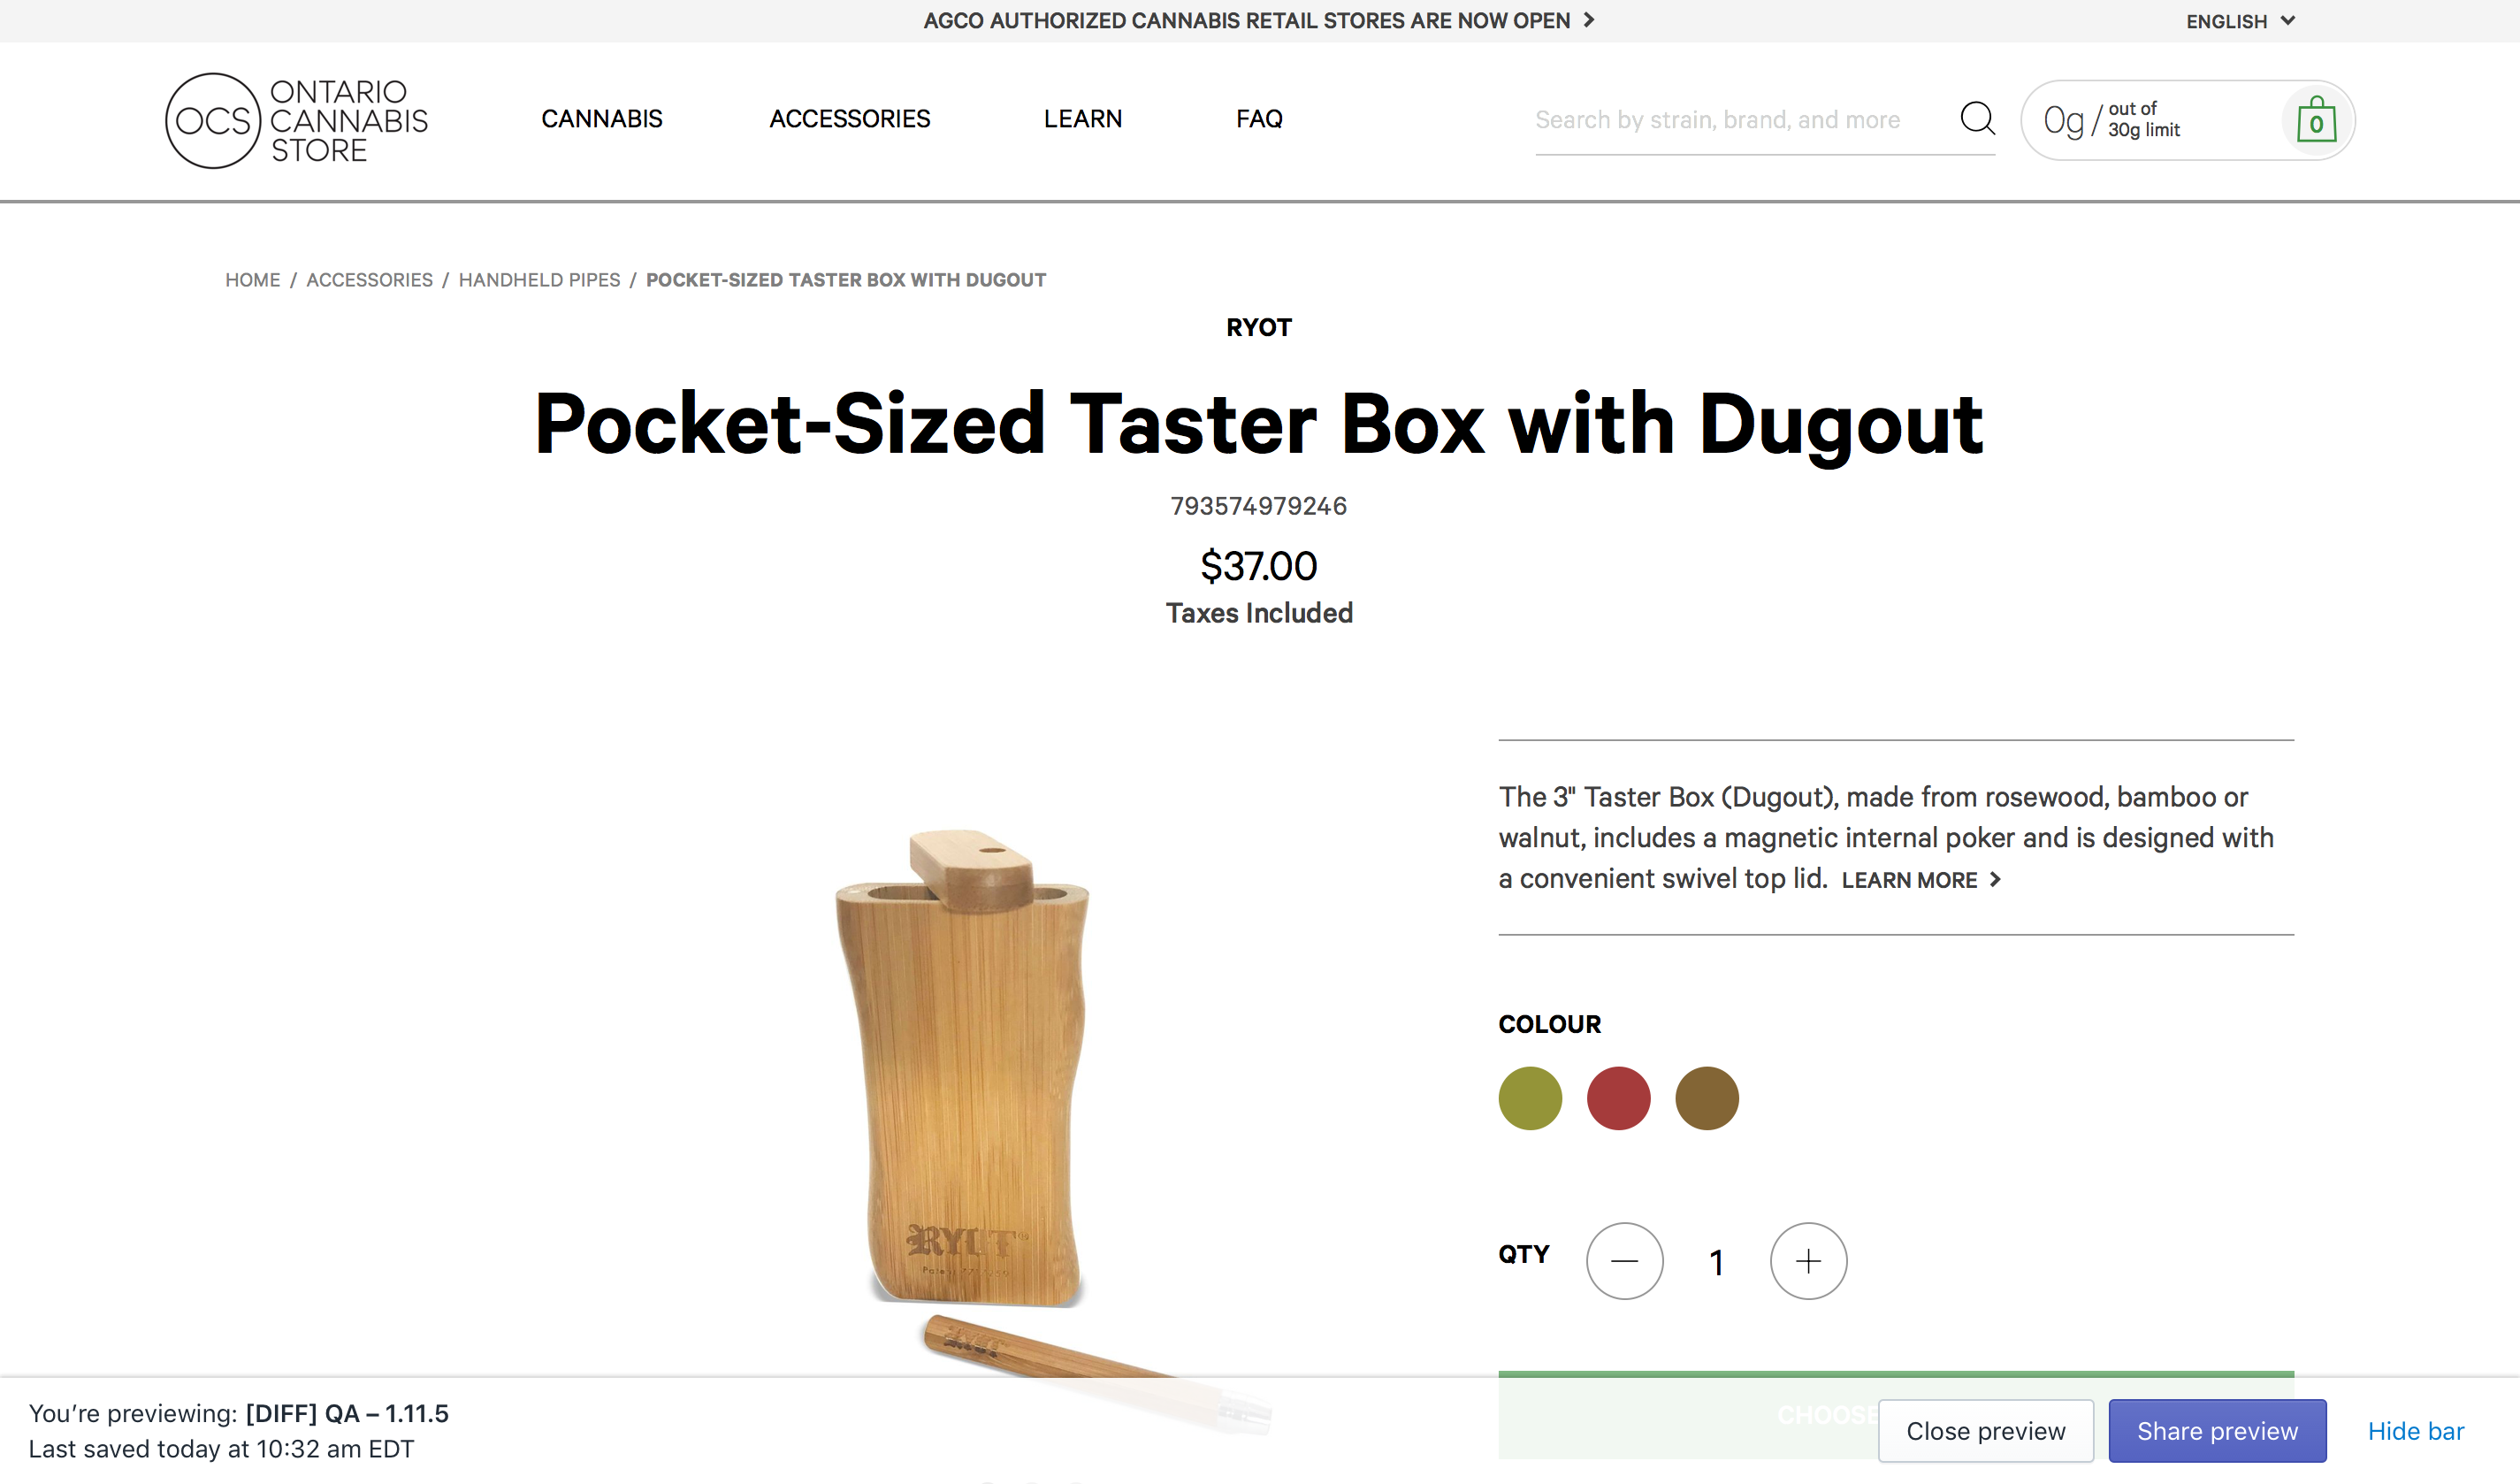 AGCO AUTHORIZED CANNABIS RETAIL STORES ARE NOW OPEN
ENGLISH
OCS
ONTARIO
CANNABIS
STORE
CANNABIS
ACCESSORIES
LEARN
FAQ
Search by strain, brand, and more
0g / out of
30g limit
0
HOME / ACCESSORIES / HANDHELD PIPES / POCKET-SIZED TASTER BOX WITH DUGOUT
RYOT
Pocket-Sized Taster Box with Dugout
793574979246
$37.00
Taxes Included
The 3" Taster Box (Dugout), made from rosewood, bamboo or
walnut, includes a magnetic internal poker and is designed with
a convenient swivel top lid. LEARN MORE
COLOUR
RYOT®
QTY
1
CHOOSE
You’re previewing: [DIFF] QA – 1.11.5
Last saved today at 10:32 am EDT
Close preview
Share preview
Hide bar